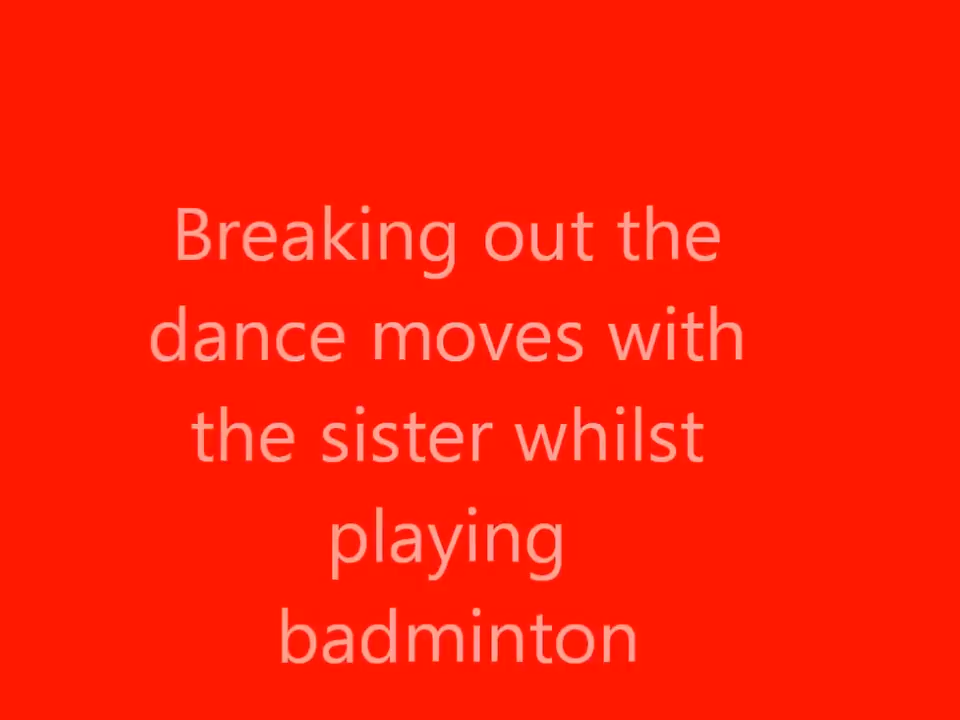 Breaking out the
dance moves with
the sister whilst
playing
badminton